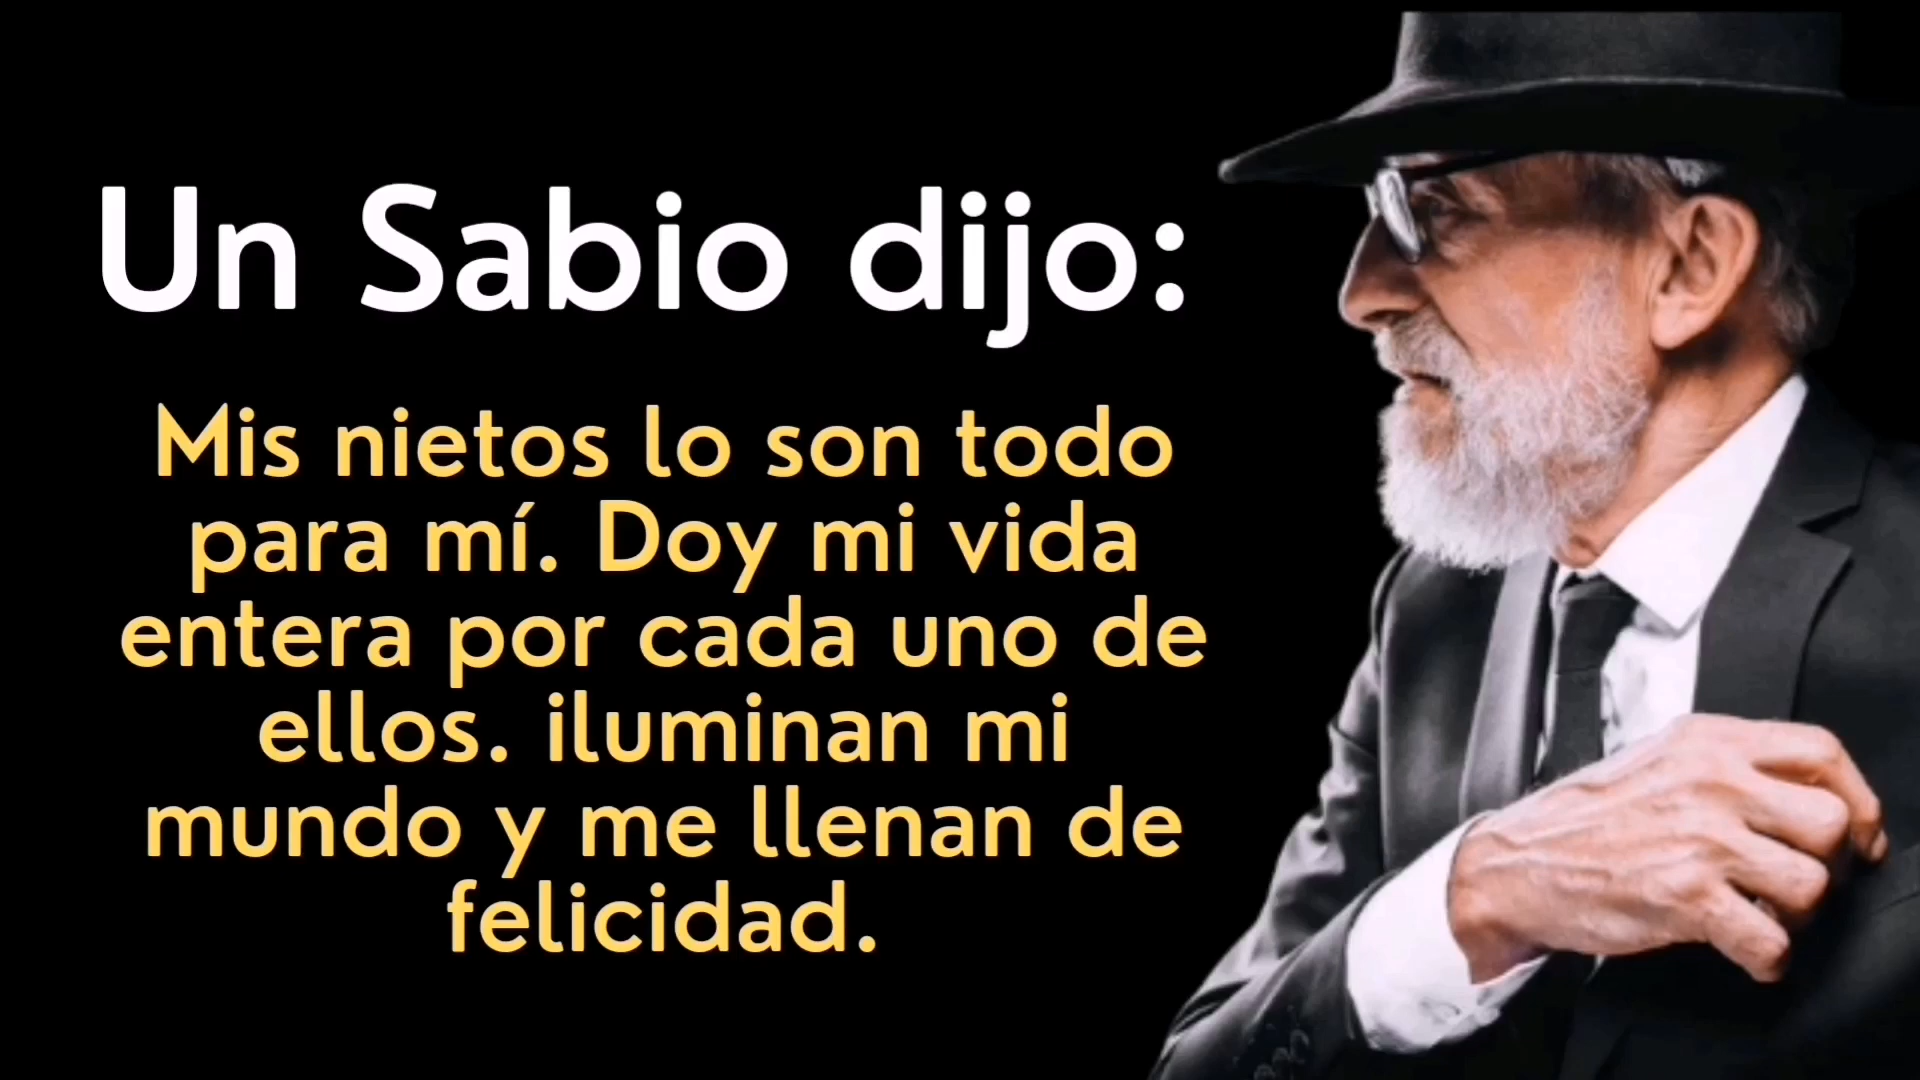 Un Sabio dijo:
Mis nietos lo son todo
para mí. Doy mi vida
entera por cada uno de
ellos. iluminan mi
mundo y me llenan de
felicidad.